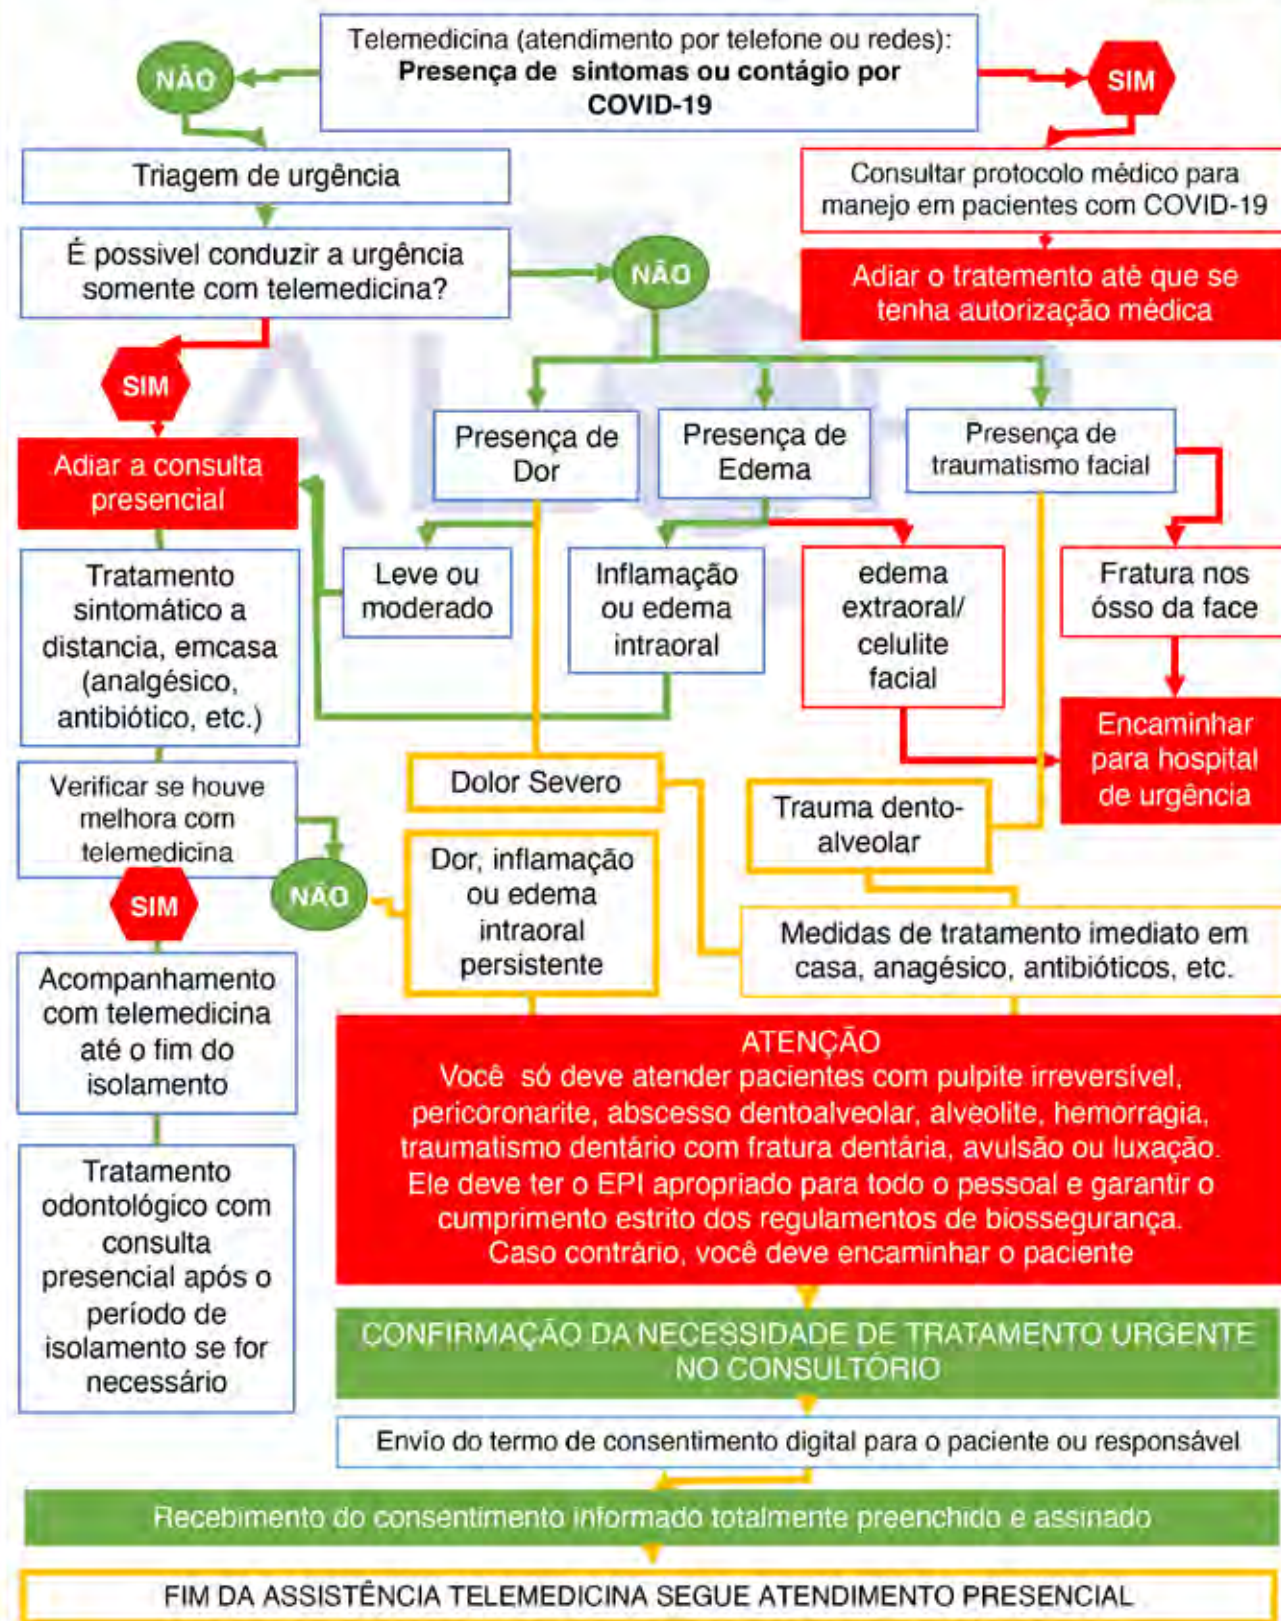 Telemedicina (atendimento por telefone ou redes):
Presença de sintomas ou contágio por
COVID-19
NÃO
SIM
Triagem de urgência
Consultar protocolo médico para
manejo em pacientes com COVID-19
É possivel conduzir a urgência
somente com telemedicina?
NÃO
Adiar o tratemento até que se
tenha autorização médica
SIM
Adiar a consulta
presencial
Presença de
Dor
Presença de
Edema
Presença de
traumatismo facial
Tratamento
sintomático a
distancia, emcasa
(analgésico,
antibiótico, etc.)
Leve ou
moderado
Inflamação
ou edema
intraoral
edema
extraoral/
celulite
facial
Fratura nos
ósso da face
Encaminhar
para hospital
de urgência
Dolor Severo
Trauma dento-
alveolar
Verificar se houve
melhora com
telemedicina
NÃO
SIM
Dor, inflamação
ou edema
intraoral
persistente
Medidas de tratamento imediato em
casa, anagésico, antibióticos, etc.
Acompanhamento
com telemedicina
até o fim do
isolamento
ATENÇÃO
Você só deve atender pacientes com pulpite irreversível,
pericoronarite, abscesso dentoalveolar, alveolite, hemorragia,
traumatismo dentário com fratura dentária, avulsão ou luxação.
Ele deve ter o EPI apropriado para todo o pessoal e garantir o
cumprimento estrito dos regulamentos de biossegurança.
Caso contrário, você deve encaminhar o paciente
Tratamento
odontológico com
consulta
presencial após o
período de
isolamento se for
necessário
CONFIRMAÇÃO DA NECESSIDADE DE TRATAMENTO URGENTE
NO CONSULTÓRIO
Envio do termo de consentimento digital para o paciente ou responsável
Recebimento do consentimento informado totalmente preenchido e assinado
FIM DA ASSISTÊNCIA TELEMEDICINA SEGUE ATENDIMENTO PRESENCIAL